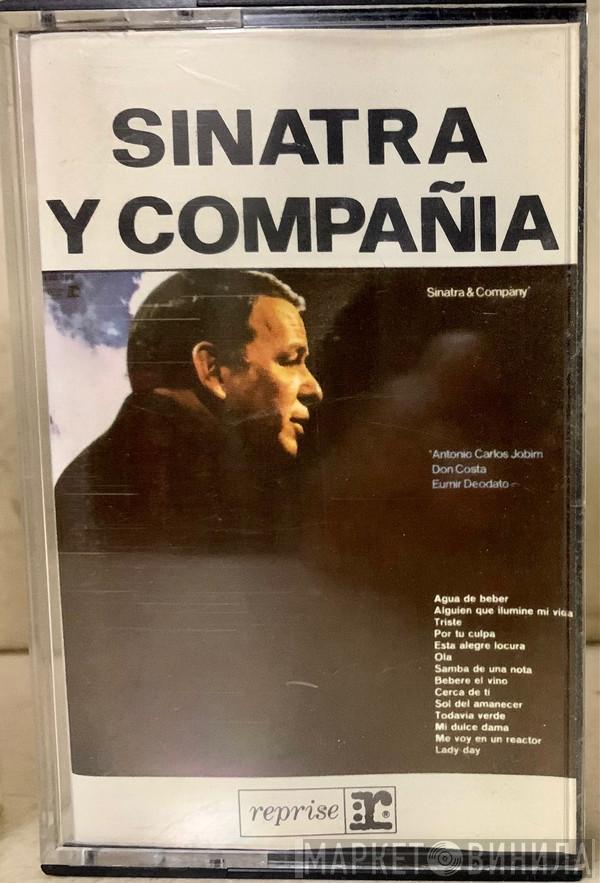 SINATRA
Y COMPAÑIA
Sinatra & Company*
*Antonio Carlos Jobim
Don Costa
Eumir Deodato
Agua de beber
Alguien que ilumine mi vida
Triste
Por tu culpa
Esta alegre locura
Ola
Samba de una nota
Bebere el vino
Cerca de ti
Sol del amanecer
Todavia verde
Mi dulce dama
Me voy en un reactor
Lady day
reprise r®
МАРКЕТ ВИНИЛА